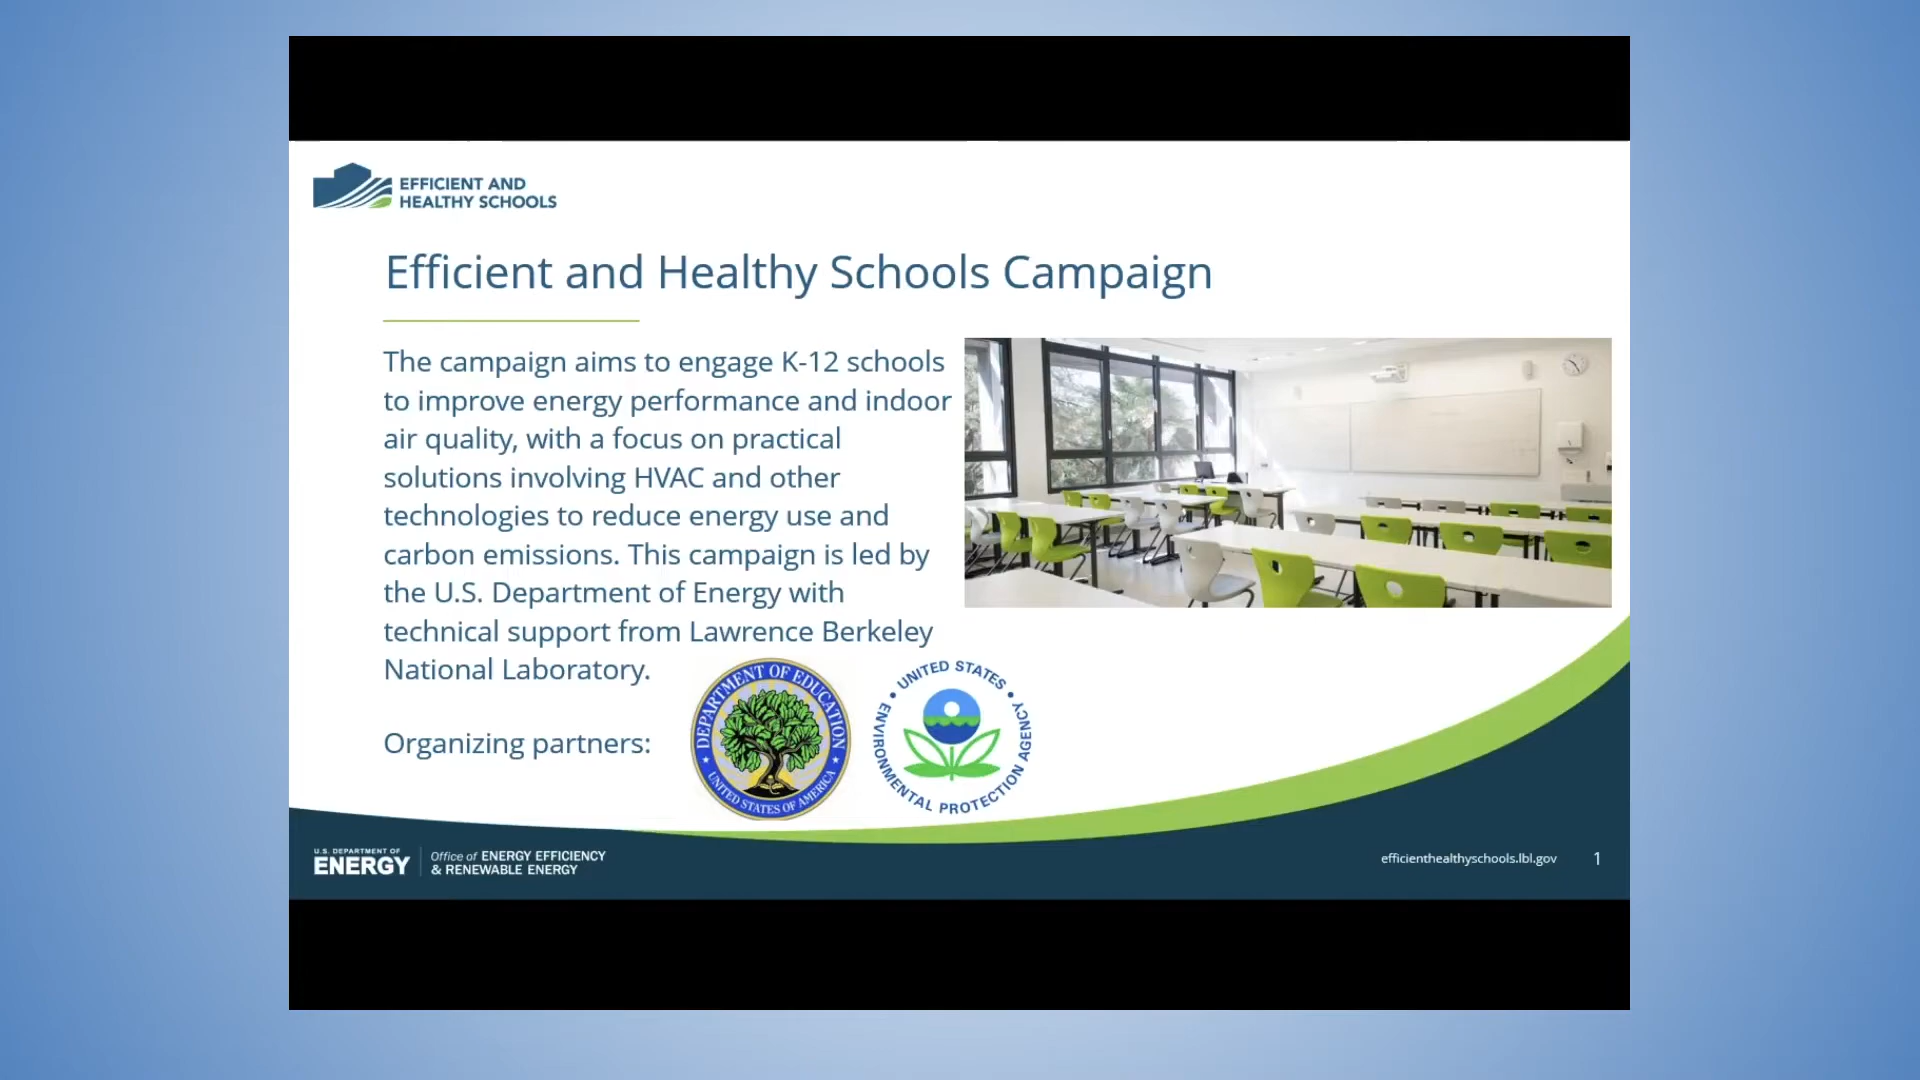 EFFICIENT AND
HEALTHY SCHOOLS
Efficient and Healthy Schools Campaign
The campaign aims to engage K-12 schools
to improve energy performance and indoor
air quality, with a focus on practical
solutions involving HVAC and other
technologies to reduce energy use and
carbon emissions. This campaign is led by
the U.S. Department of Energy with
technical support from Lawrence Berkeley
National Laboratory.
Organizing partners:
DEPARTMENT OF EDUCATION
UNITED STATES OF AMERICA
UNITED STATES
ENVIRONMENTAL PROTECTION AGENCY
U.S. DEPARTMENT OF
ENERGY
Office of ENERGY EFFICIENCY
& RENEWABLE ENERGY
efficienthealthyschools.lbl.gov
1